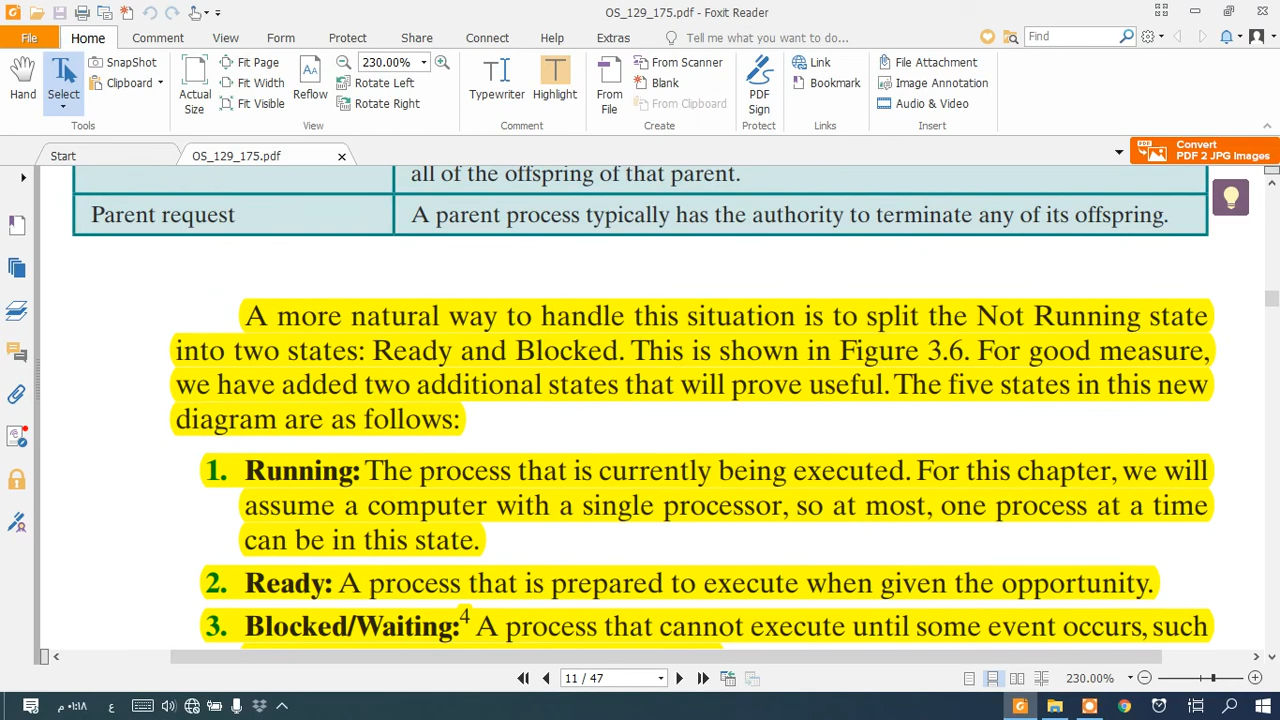 OS_129_175.pdf - Foxit Reader
File Home Comment View Form Protect Share Connect Help Extras Tell me what you want to do... Find
Hand
Select
SnapShot
Clipboard
Tools
Actual
Size
Fit Page
Fit Width
Fit Visible
Reflow
230.00%
Rotate Left
Rotate Right
View
Typewriter
Highlight
Comment
From
File
From Scanner
Blank
From Clipboard
Create
PDF
Sign
Protect
Link
Bookmark
Links
File Attachment
Image Annotation
Audio & Video
Insert
Start OS_129_175.pdf
Convert
PDF 2 JPG Images
all of the offspring of that parent.
Parent request A parent process typically has the authority to terminate any of its offspring.
A more natural way to handle this situation is to split the Not Running state
into two states: Ready and Blocked. This is shown in Figure 3.6. For good measure,
we have added two additional states that will prove useful. The five states in this new
diagram are as follows:
1. Running: The process that is currently being executed. For this chapter, we will
assume a computer with a single processor, so at most, one process at a time
can be in this state.
2. Ready: A process that is prepared to execute when given the opportunity.
3. Blocked/Waiting:4 A process that cannot execute until some event occurs, such
11 / 47 230.00%
٠١:١٨ م ع